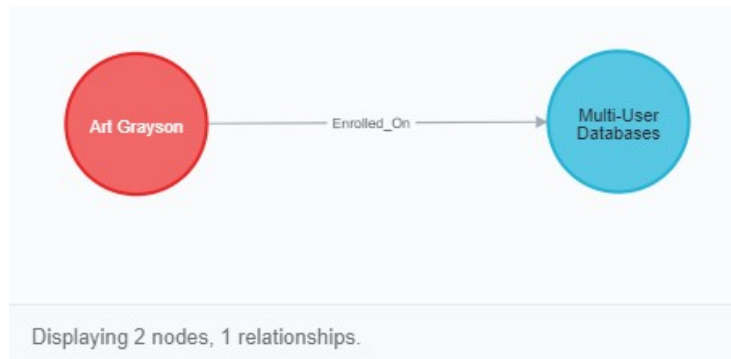 Art Grayson
Enrolled_On
Multi-User
Databases
Displaying 2 nodes, 1 relationships.